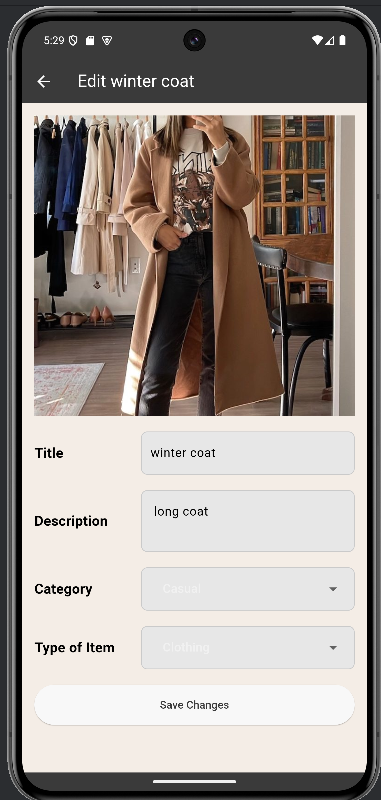 5:29
Edit winter coat
Title
winter coat
Description
long coat
Category
Casual
Type of Item
Clothing
Save Changes